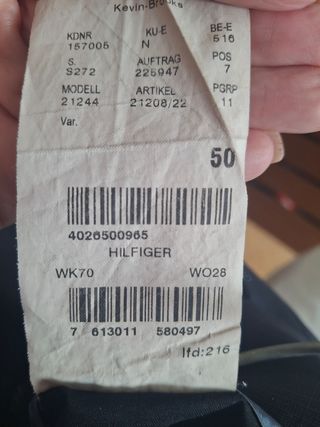 Kevin-Brooks
KDNR KU-E BE-E
157005 N 516
S. AUFTRAG POS
S272 225947 7
MODELL ARTIKEL PGRP
21244 21208/22 11
Var.
50
4026500965
HILFIGER
WK70 WO28
7 613011 580497
lfd:216